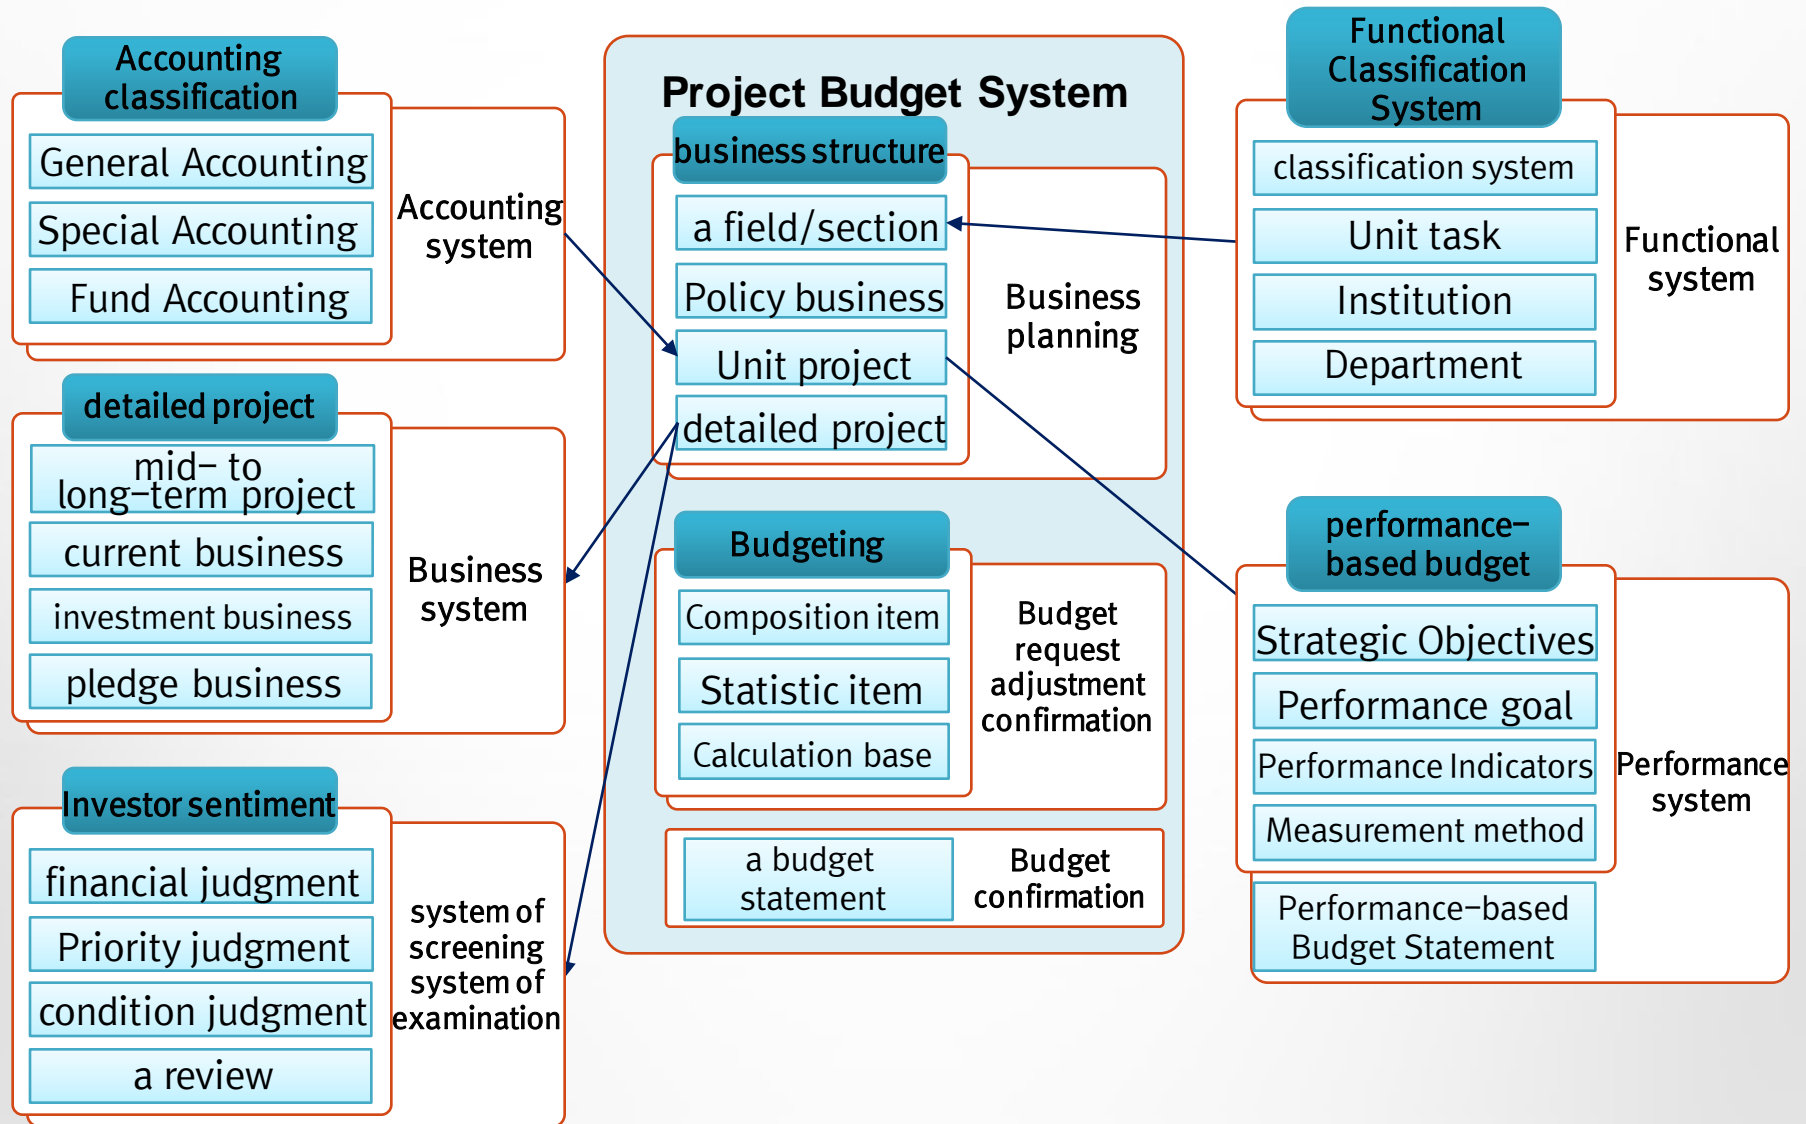 Accounting
classification
General Accounting
Special Accounting
Fund Accounting
Accounting
system
detailed project
mid– to
long–term project
current business
investment business
pledge business
Business
system
Investor sentiment
financial judgment
Priority judgment
condition judgment
a review
system of
screening
system of
examination
Project Budget System
business structure
a field/section
Policy business
Unit project
detailed project
Business
planning
Budgeting
Composition item
Statistic item
Calculation base
Budget
request
adjustment
confirmation
a budget
statement
Budget
confirmation
Functional
Classification
System
classification system
Unit task
Institution
Department
Functional
system
performance–
based budget
Strategic Objectives
Performance goal
Performance Indicators
Measurement method
Performance–based
Budget Statement
Performance
system